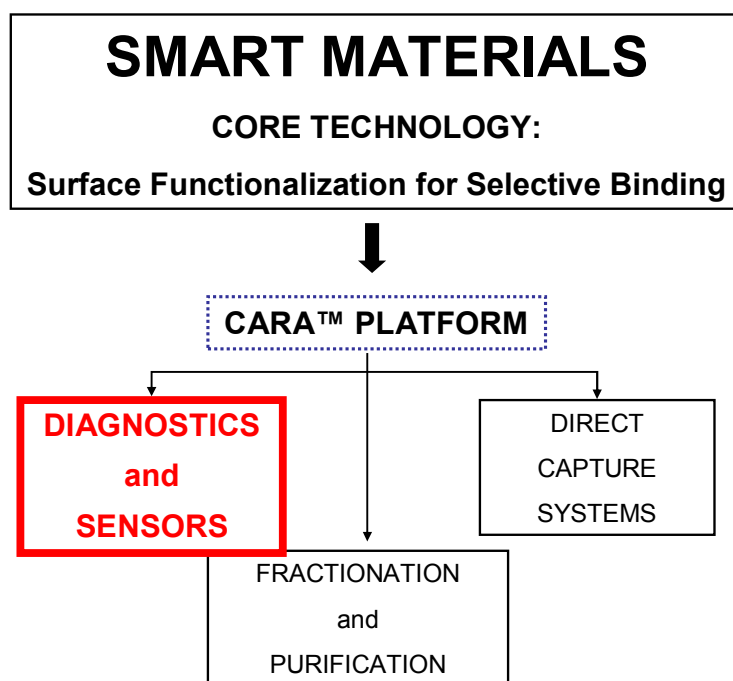 SMART MATERIALS
CORE TECHNOLOGY:
Surface Functionalization for Selective Binding
CARA™ PLATFORM
DIAGNOSTICS
and
SENSORS
DIRECT
CAPTURE
SYSTEMS
FRACTIONATION
and
PURIFICATION